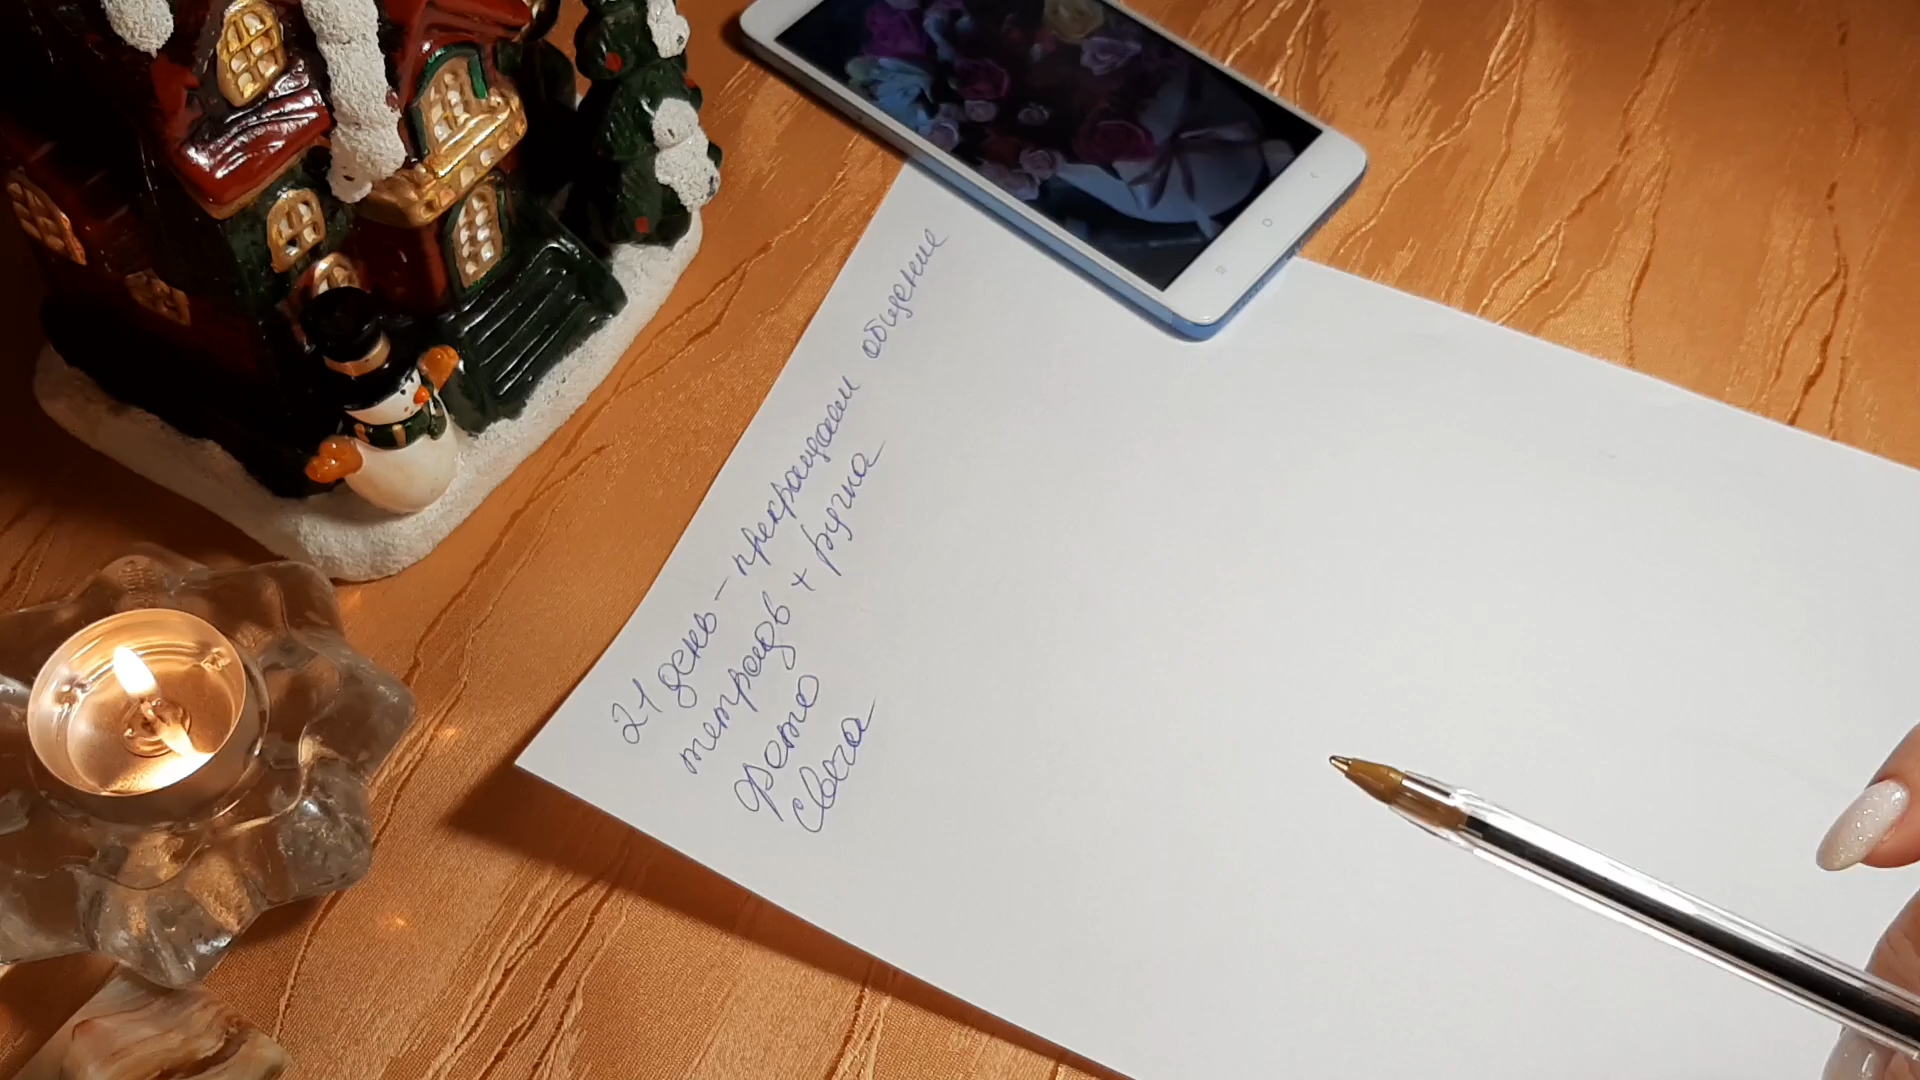 21 день - прекращаем общение
тетрадь + ручка
фото
свеча